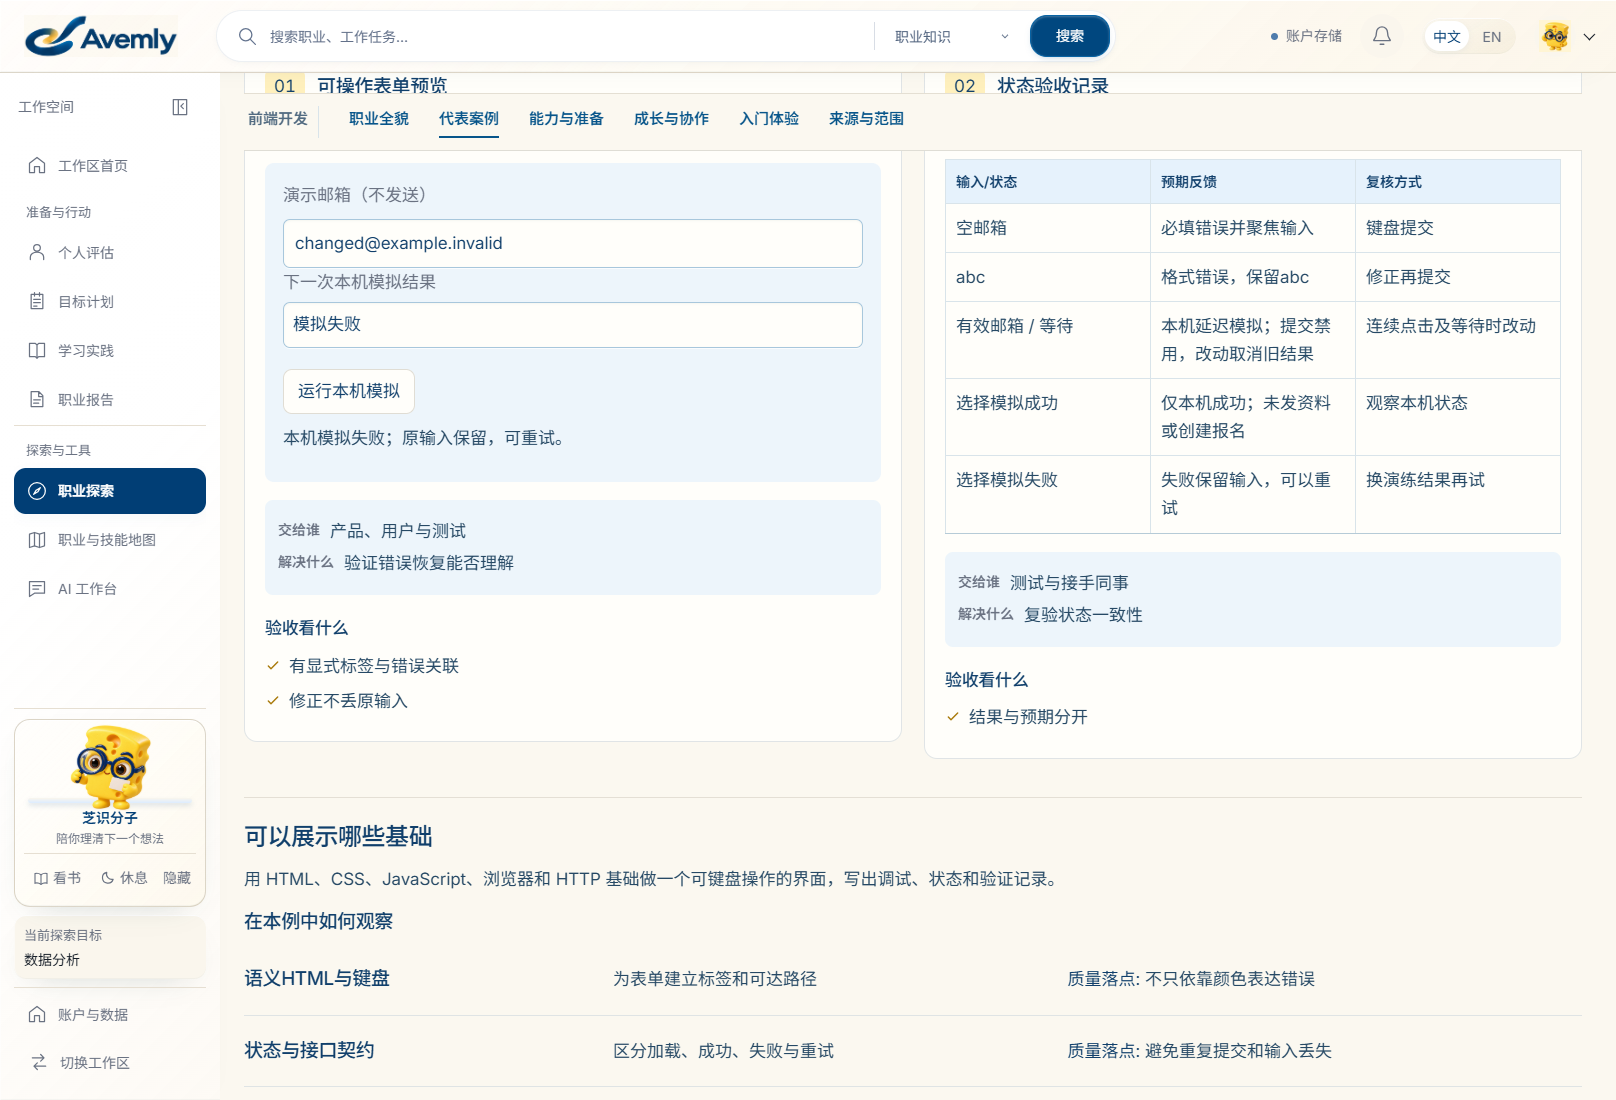 Avemly
搜索职业、工作任务...
职业知识
搜索
账户存储
中文
EN
工作空间
工作区首页
准备与行动
个人评估
目标计划
学习实践
职业报告
探索与工具
职业探索
职业与技能地图
AI 工作台
芝识分子
陪你理清下一个想法
看书
休息
隐藏
当前探索目标
数据分析
账户与数据
切换工作区
01 可操作表单预览
02 状态验收记录
前端开发
职业全貌
代表案例
能力与准备
成长与协作
入门体验
来源与范围
演示邮箱（不发送）
changed@example.invalid
下一次本机模拟结果
模拟失败
运行本机模拟
本机模拟失败；原输入保留，可重试。
交给谁 产品、用户与测试
解决什么 验证错误恢复能否理解
验收看什么
有显式标签与错误关联
修正不丢原输入
输入/状态 预期反馈 复核方式
空邮箱 必填错误并聚焦输入 键盘提交
abc 格式错误，保留abc 修正再提交
有效邮箱 / 等待 本机延迟模拟；提交禁 连续点击及等待时改动
用，改动取消旧结果
选择模拟成功 仅本机成功；未发资料 观察本机状态
或创建报名
选择模拟失败 失败保留输入，可以重 换演练结果再试
试
交给谁 测试与接手同事
解决什么 复验状态一致性
验收看什么
结果与预期分开
可以展示哪些基础
用 HTML、CSS、JavaScript、浏览器和 HTTP 基础做一个可键盘操作的界面，写出调试、状态和验证记录。
在本例中如何观察
语义HTML与键盘 为表单建立标签和可达路径 质量落点: 不只依靠颜色表达错误
状态与接口契约 区分加载、成功、失败与重试 质量落点: 避免重复提交和输入丢失